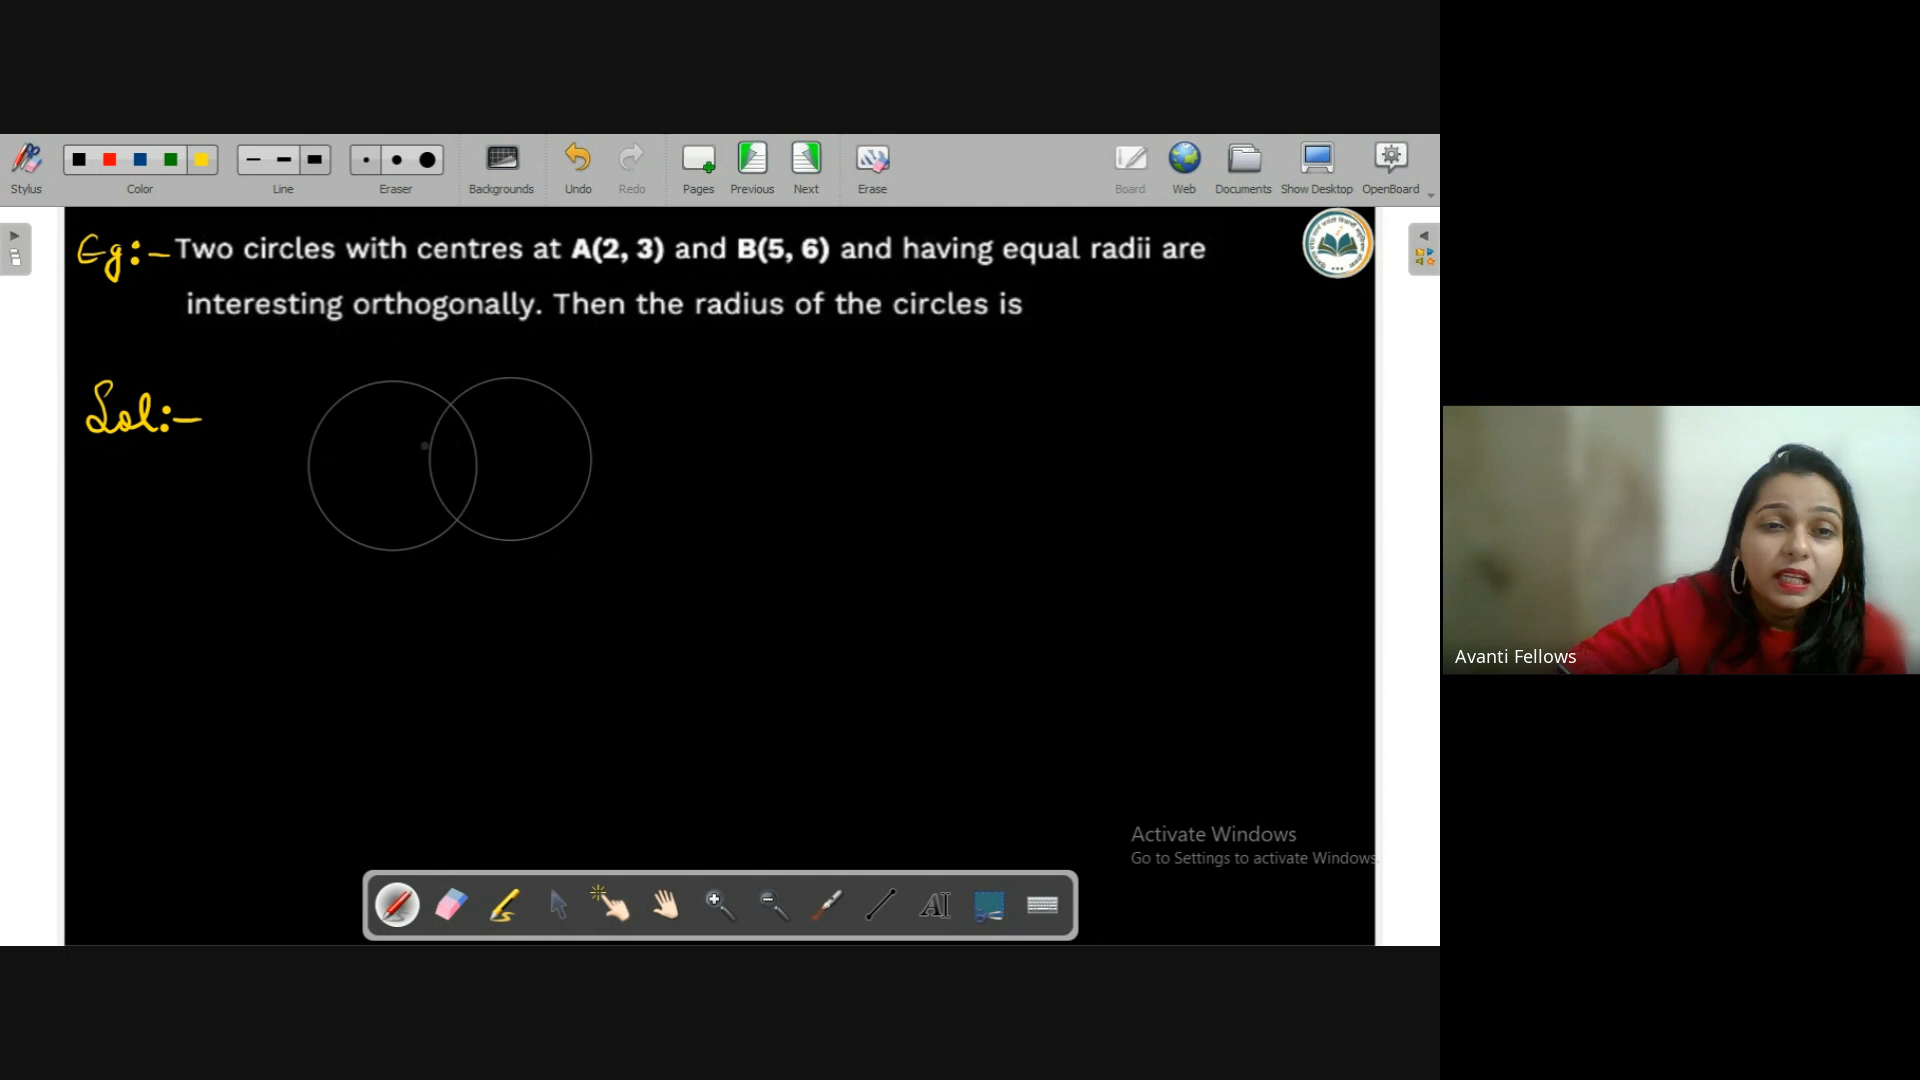 Stylus
Color
Line
Eraser
Backgrounds
Undo
Redo
Pages
Previous
Next
Erase
Board
Web
Documents
Show Desktop
OpenBoard
Eg:- Two circles with centres at A(2, 3) and B(5, 6) and having equal radii are
interesting orthogonally. Then the radius of the circles is
Sol:-
Avanti Fellows
Activate Windows
Go to Settings to activate Windows.
AI